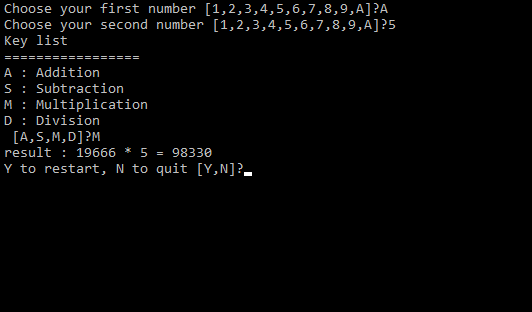 Choose your first number [1,2,3,4,5,6,7,8,9,A]?A
Choose your second number [1,2,3,4,5,6,7,8,9,A]?5
Key list
=================
A : Addition
S : Subtraction
M : Multiplication
D : Division
 [A,S,M,D]?M
result : 19666 * 5 = 98330
Y to restart, N to quit [Y,N]?